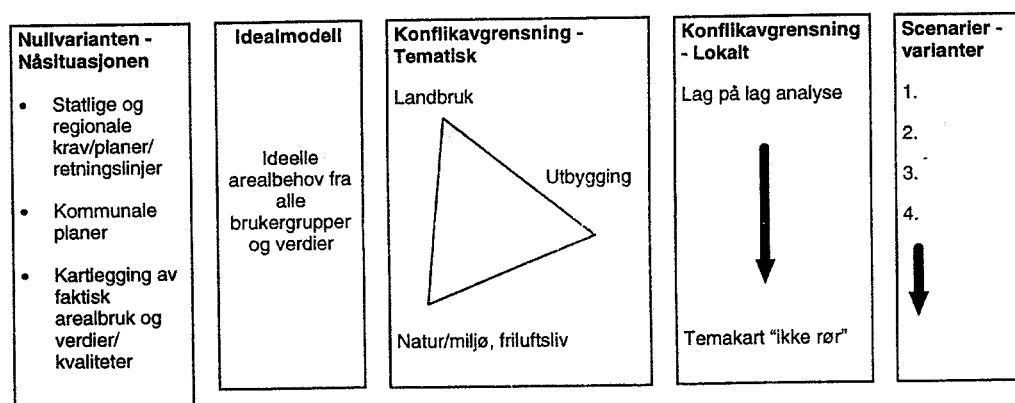 Nullvarianten -
Nåsituasjonen
• Statlige og
regionale
krav/planer/
retningslinjer
• Kommunale
planer
• Kartlegging av
faktisk
arealbruk og
verdier/
kvaliteter
Idealmodell
Ideelle
arealbehov fra
alle
brukergrupper
og verdier
Konflikavgrensning -
Tematisk
Landbruk
Utbygging
Natur/miljø, friluftsliv
Konflikavgrensning
- Lokalt
Lag på lag analyse
Temakart “ikke rør”
Scenarier -
varianter
1.
2.
3.
4.